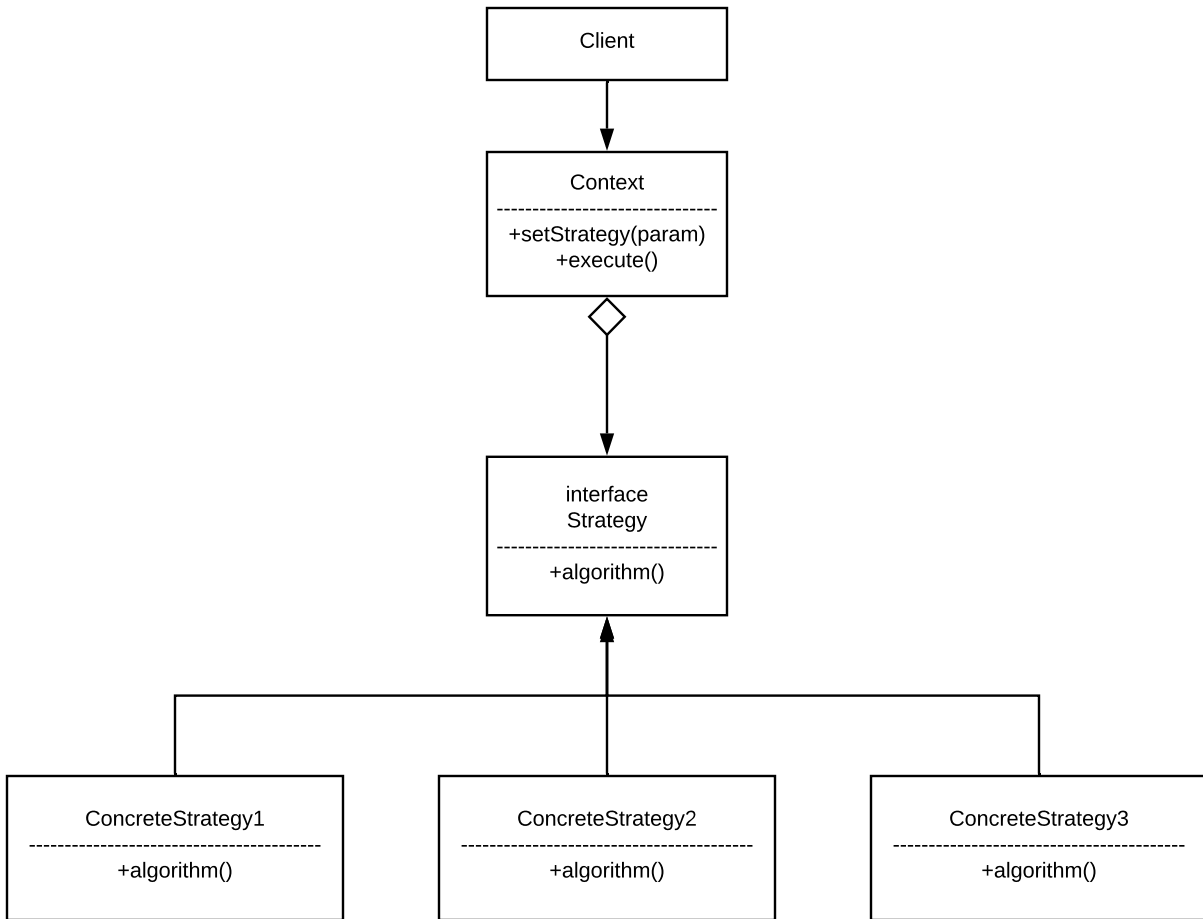 Client
Context
+setStrategy(param)
+execute()
interface
Strategy
+algorithm()
ConcreteStrategy1
+algorithm()
ConcreteStrategy2
+algorithm()
ConcreteStrategy3
+algorithm()